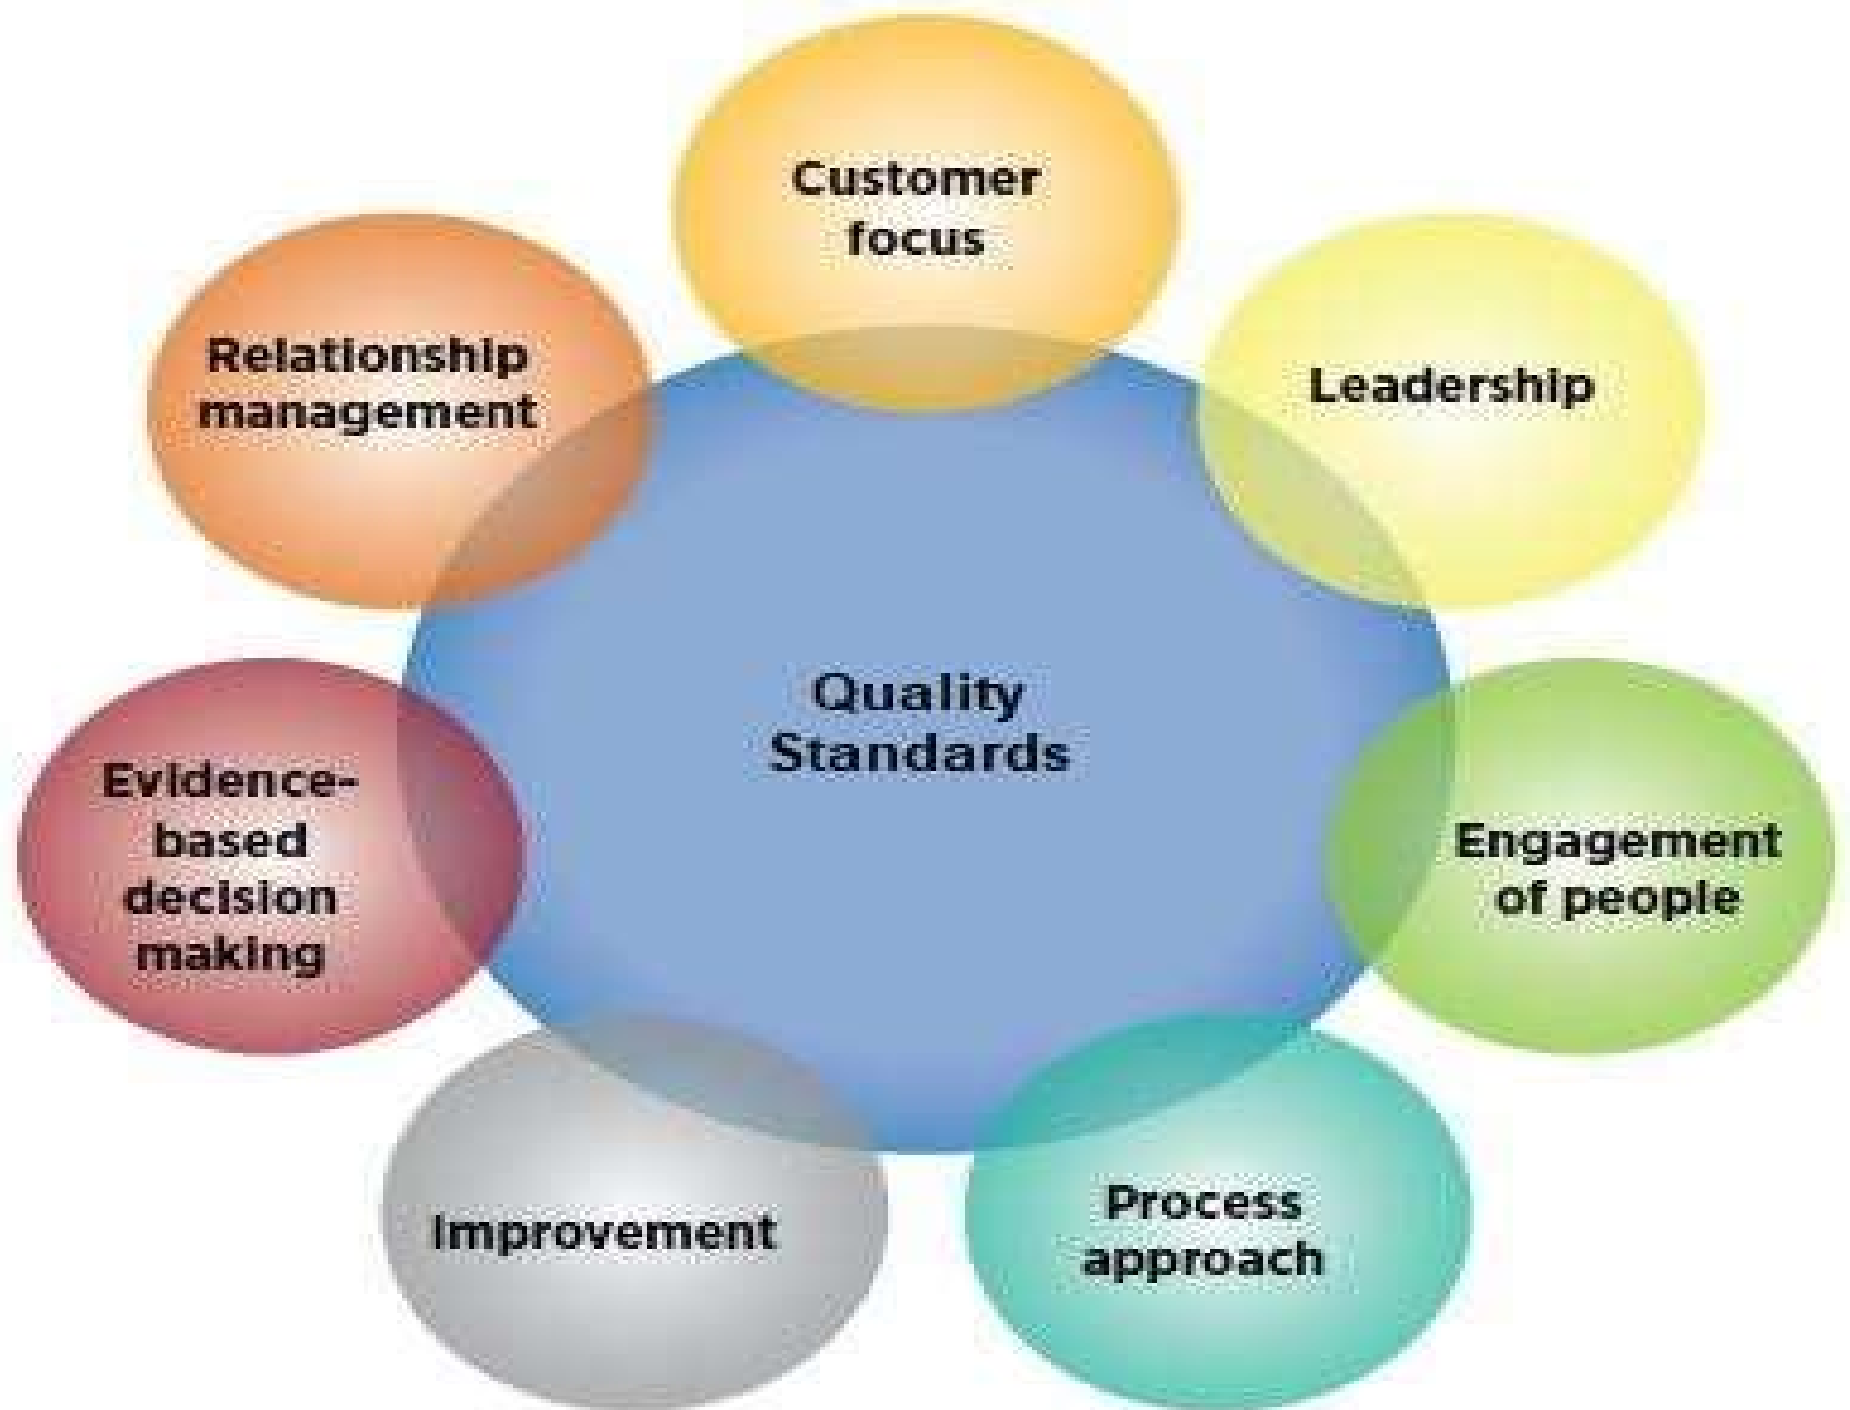 Customer
focus
Leadership
Engagement
of people
Process
approach
Improvement
Evidence-
based
decision
making
Relationship
management
Quality
Standards